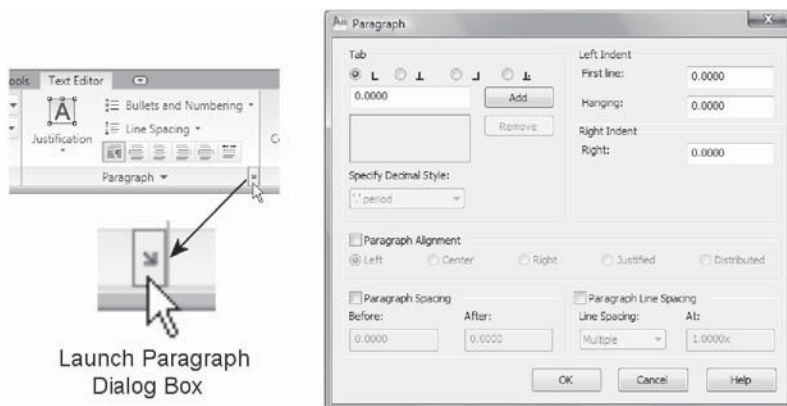 ools Text Editor
Bullets and Numbering
Line Spacing
Justification
Paragraph
Launch Paragraph
Dialog Box
Paragraph
Tab
0.0000
Add
Remove
Specify Decimal Style:
'.' period
Left Indent
First line: 0.0000
Hanging: 0.0000
Right Indent
Right: 0.0000
Paragraph Alignment
Left Center Right Justified Distributed
Paragraph Spacing
Before: After:
0.0000 0.0000
Paragraph Line Spacing
Line Spacing: At:
Multiple 1.0000x
OK Cancel Help